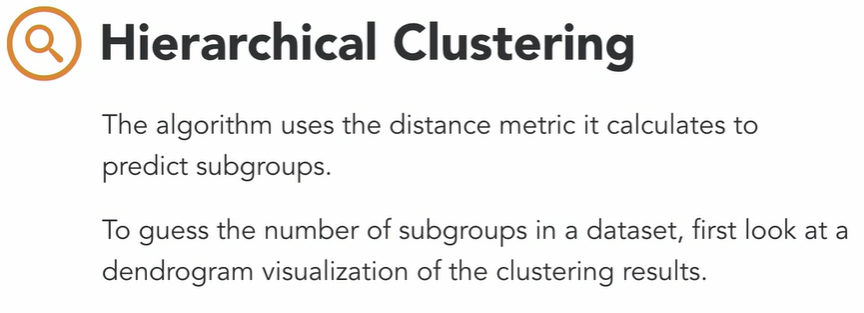 Hierarchical Clustering
The algorithm uses the distance metric it calculates to
predict subgroups.
To guess the number of subgroups in a dataset, first look at a
dendrogram visualization of the clustering results.